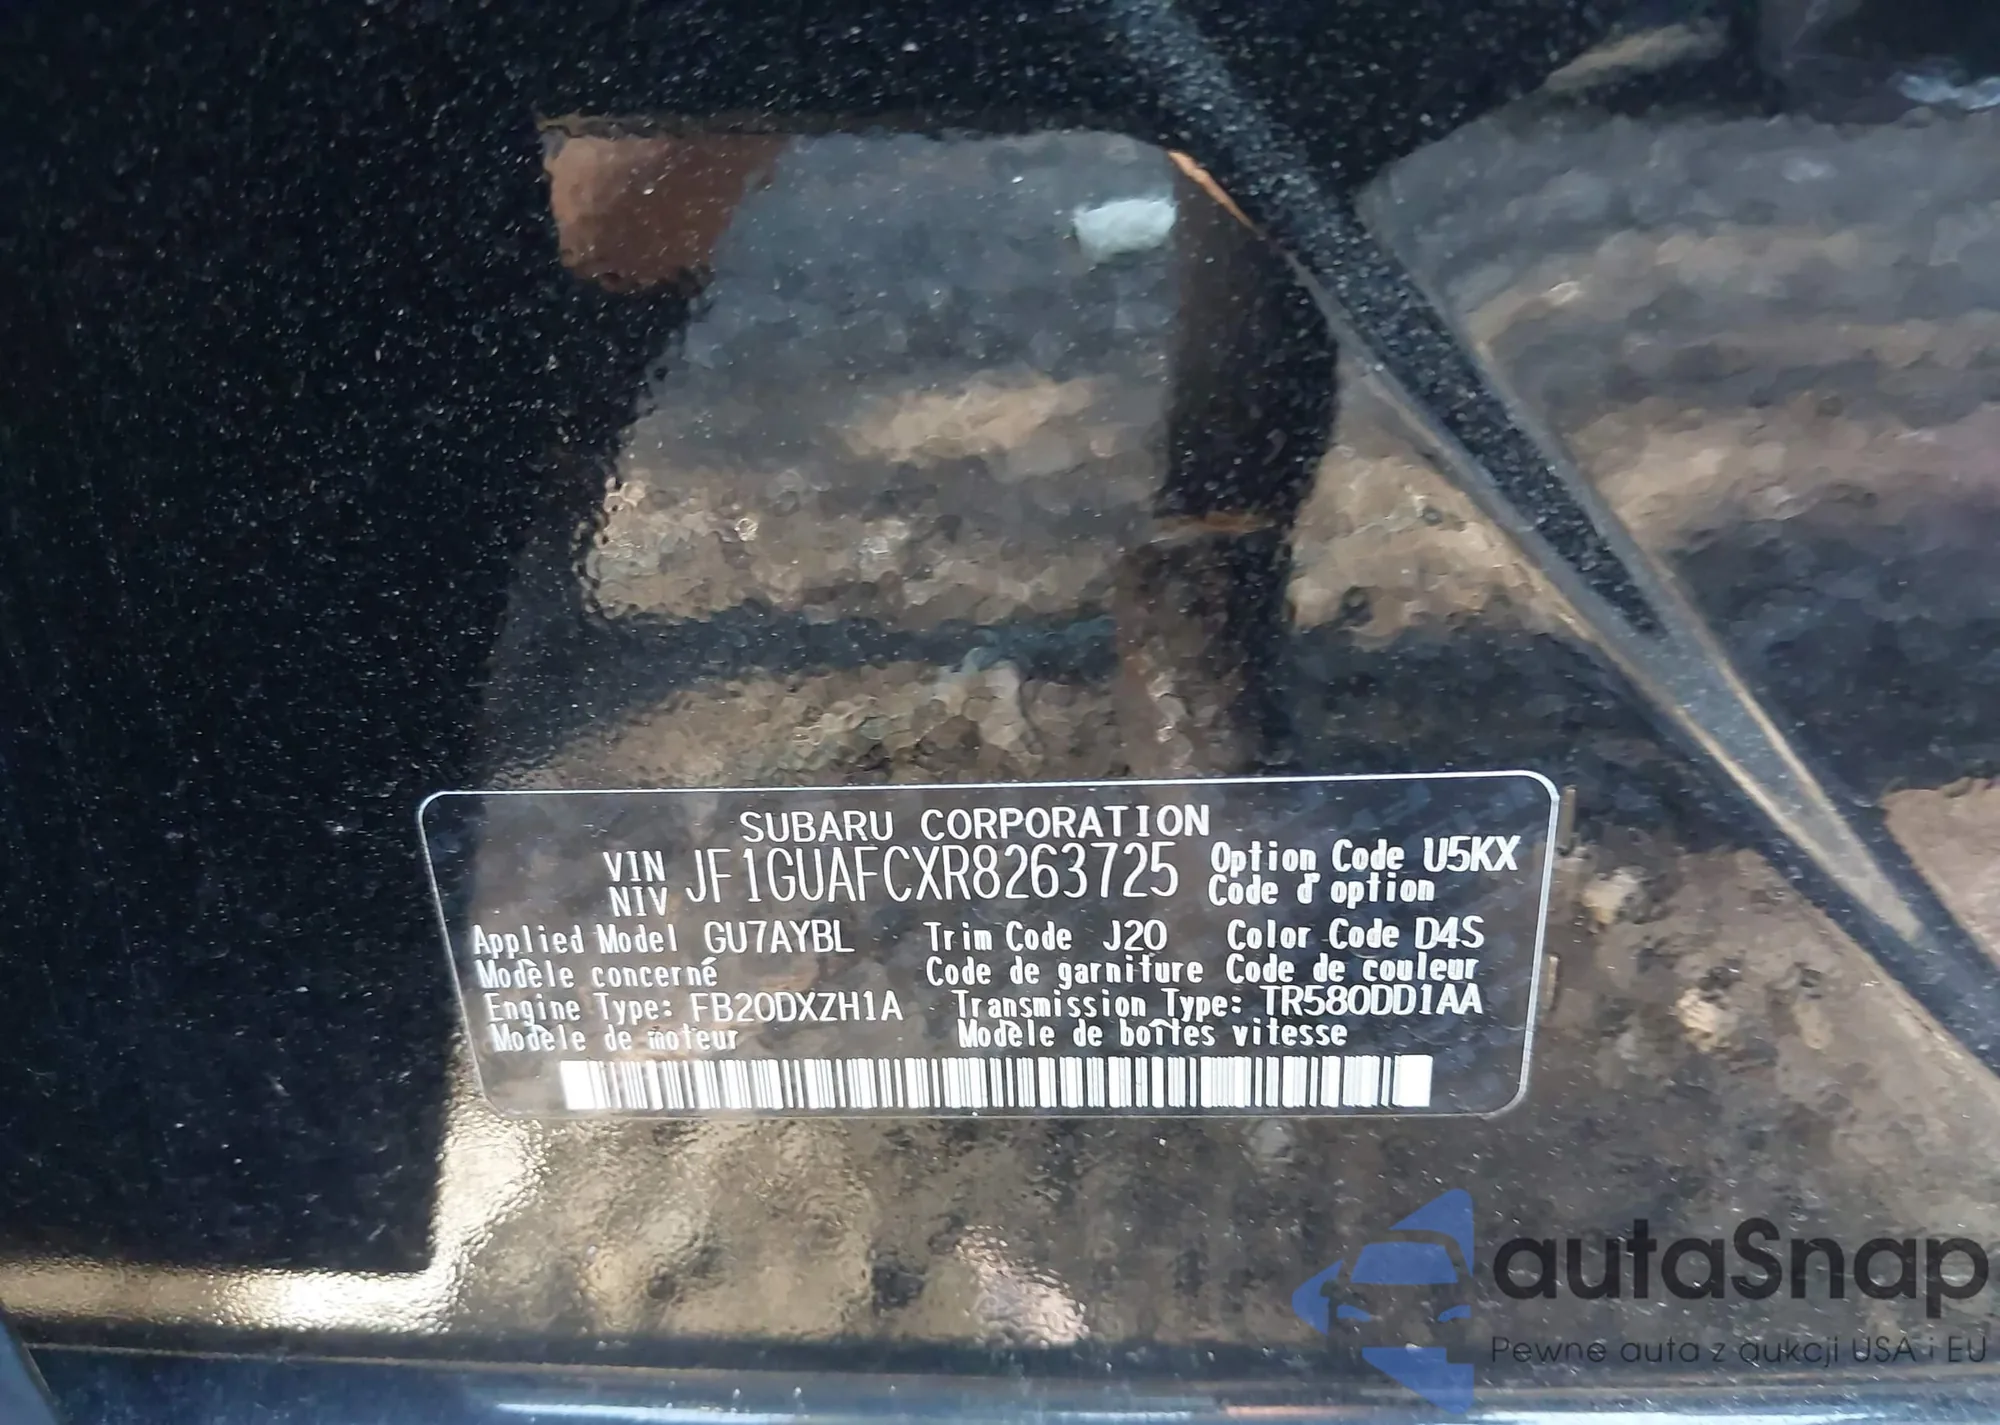 SUBARU CORPORATION
VIN JF1GUAFCXR8263725 Option Code U5KX
NIV Code d'option
Applied Model GU7AYBL Trim Code J20 Color Code D4S
Modèle concerné Code de garniture Code de couleur
Engine Type: FB20DXZH1A Transmission Type: TR580DD1AA
Modèle de moteur Modèle de boîtes vitesse
autaSnap
Pewne auta z aukcji USA i EU